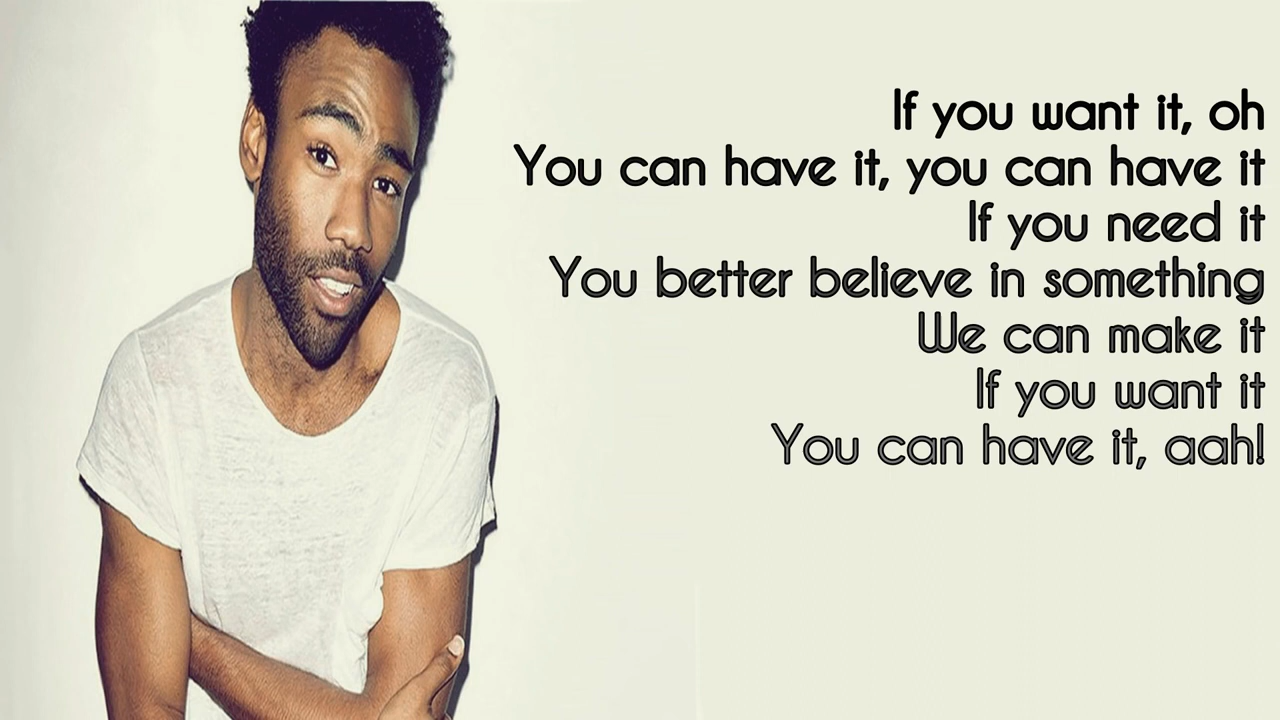 If you want it, oh
You can have it, you can have it
If you need it
You better believe in something
We can make it
If you want it
You can have it, aah!